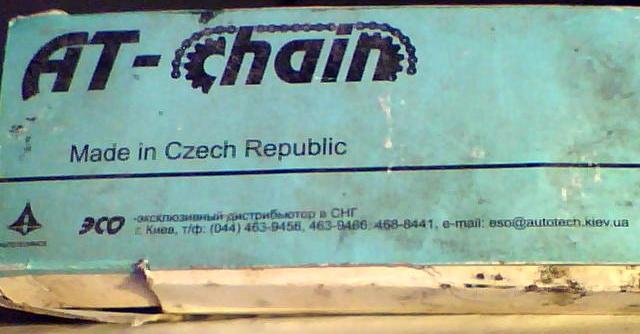 AT-chain
Made in Czech Republic
ЭСО -эксклюзивный дистрибьютор в СНГ
г. Киев, т/ф: (044) 463-9456, 463-9466; 468-8441, e-mail: eso@autotech.kiev.ua